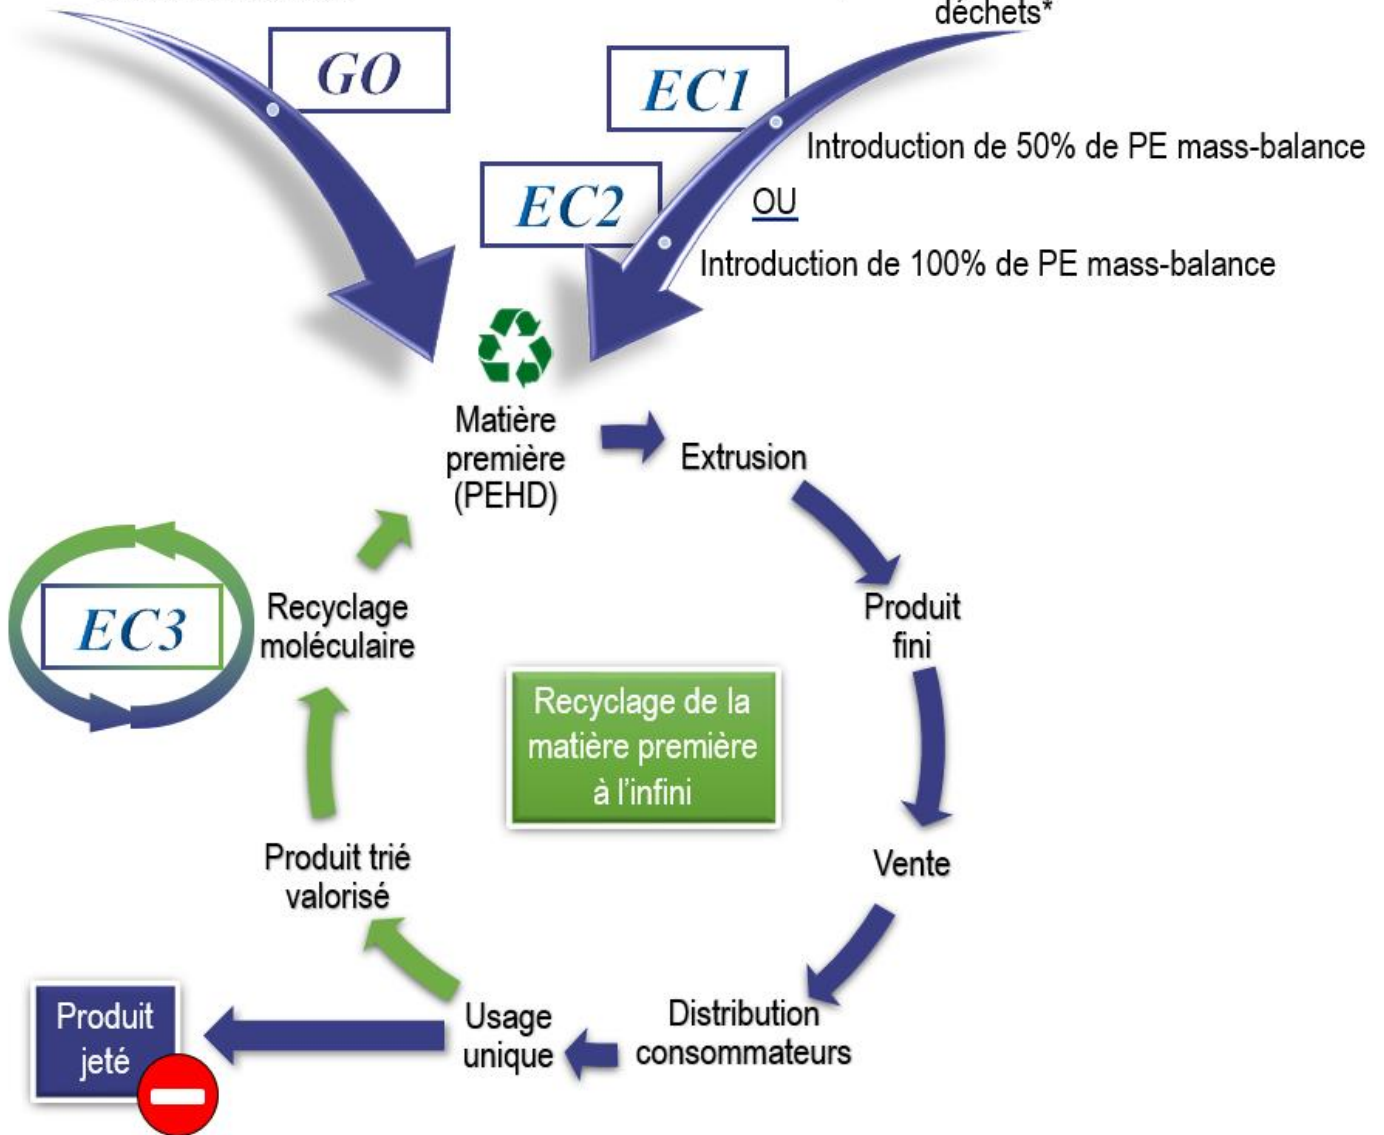 déchets*
GO
EC1
Introduction de 50% de PE mass-balance
EC2
OU
Introduction de 100% de PE mass-balance
Matière
première
(PEHD)
Extrusion
Produit
fini
EC3
Recyclage
moléculaire
Recyclage de la
matière première
à l'infini
Produit trié
valorisé
Vente
Produit
jeté
Usage
unique
Distribution
consommateurs